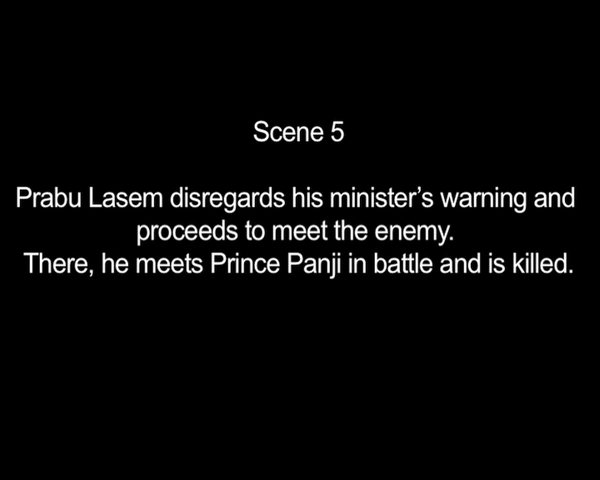 Scene 5
Prabu Lasem disregards his minister’s warning and
proceeds to meet the enemy.
There, he meets Prince Panji in battle and is killed.